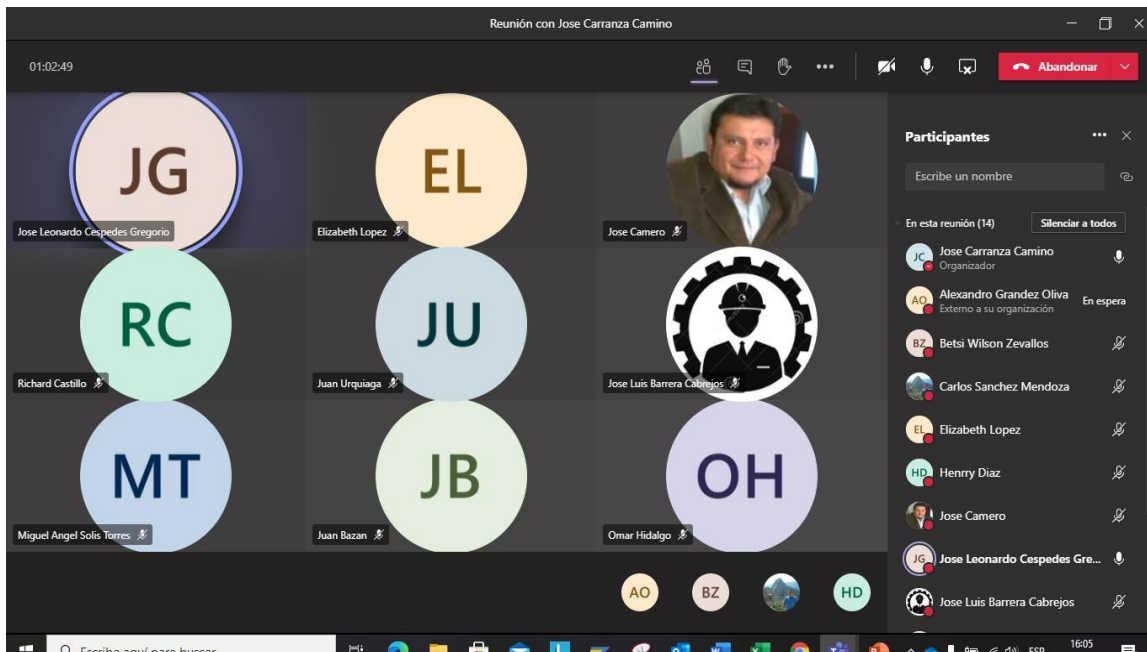 Reunión con Jose Carranza Camino
01:02:49
Abandonar
JG
Jose Leonardo Cespedes Gregorio
EL
Elizabeth Lopez
Jose Camero
RC
Richard Castillo
JU
Juan Urquiaga
Jose Luis Barrera Cabrejos
MT
Miguel Angel Solis Torres
JB
Juan Bazan
OH
Omar Hidalgo
AO
BZ
HD
Participantes
Escribe un nombre
En esta reunión (14)
Silenciar a todos
JC
Jose Carranza Camino
Organizador
AO
Alexandro Grandez Oliva
Externo a su organización
En espera
BZ
Betsi Wilson Zevallos
Carlos Sanchez Mendoza
EL
Elizabeth Lopez
HD
Henrry Diaz
Jose Camero
JG
Jose Leonardo Cespedes Gre...
Jose Luis Barrera Cabrejos
Escribe aquí para buscar
ESP
16:05